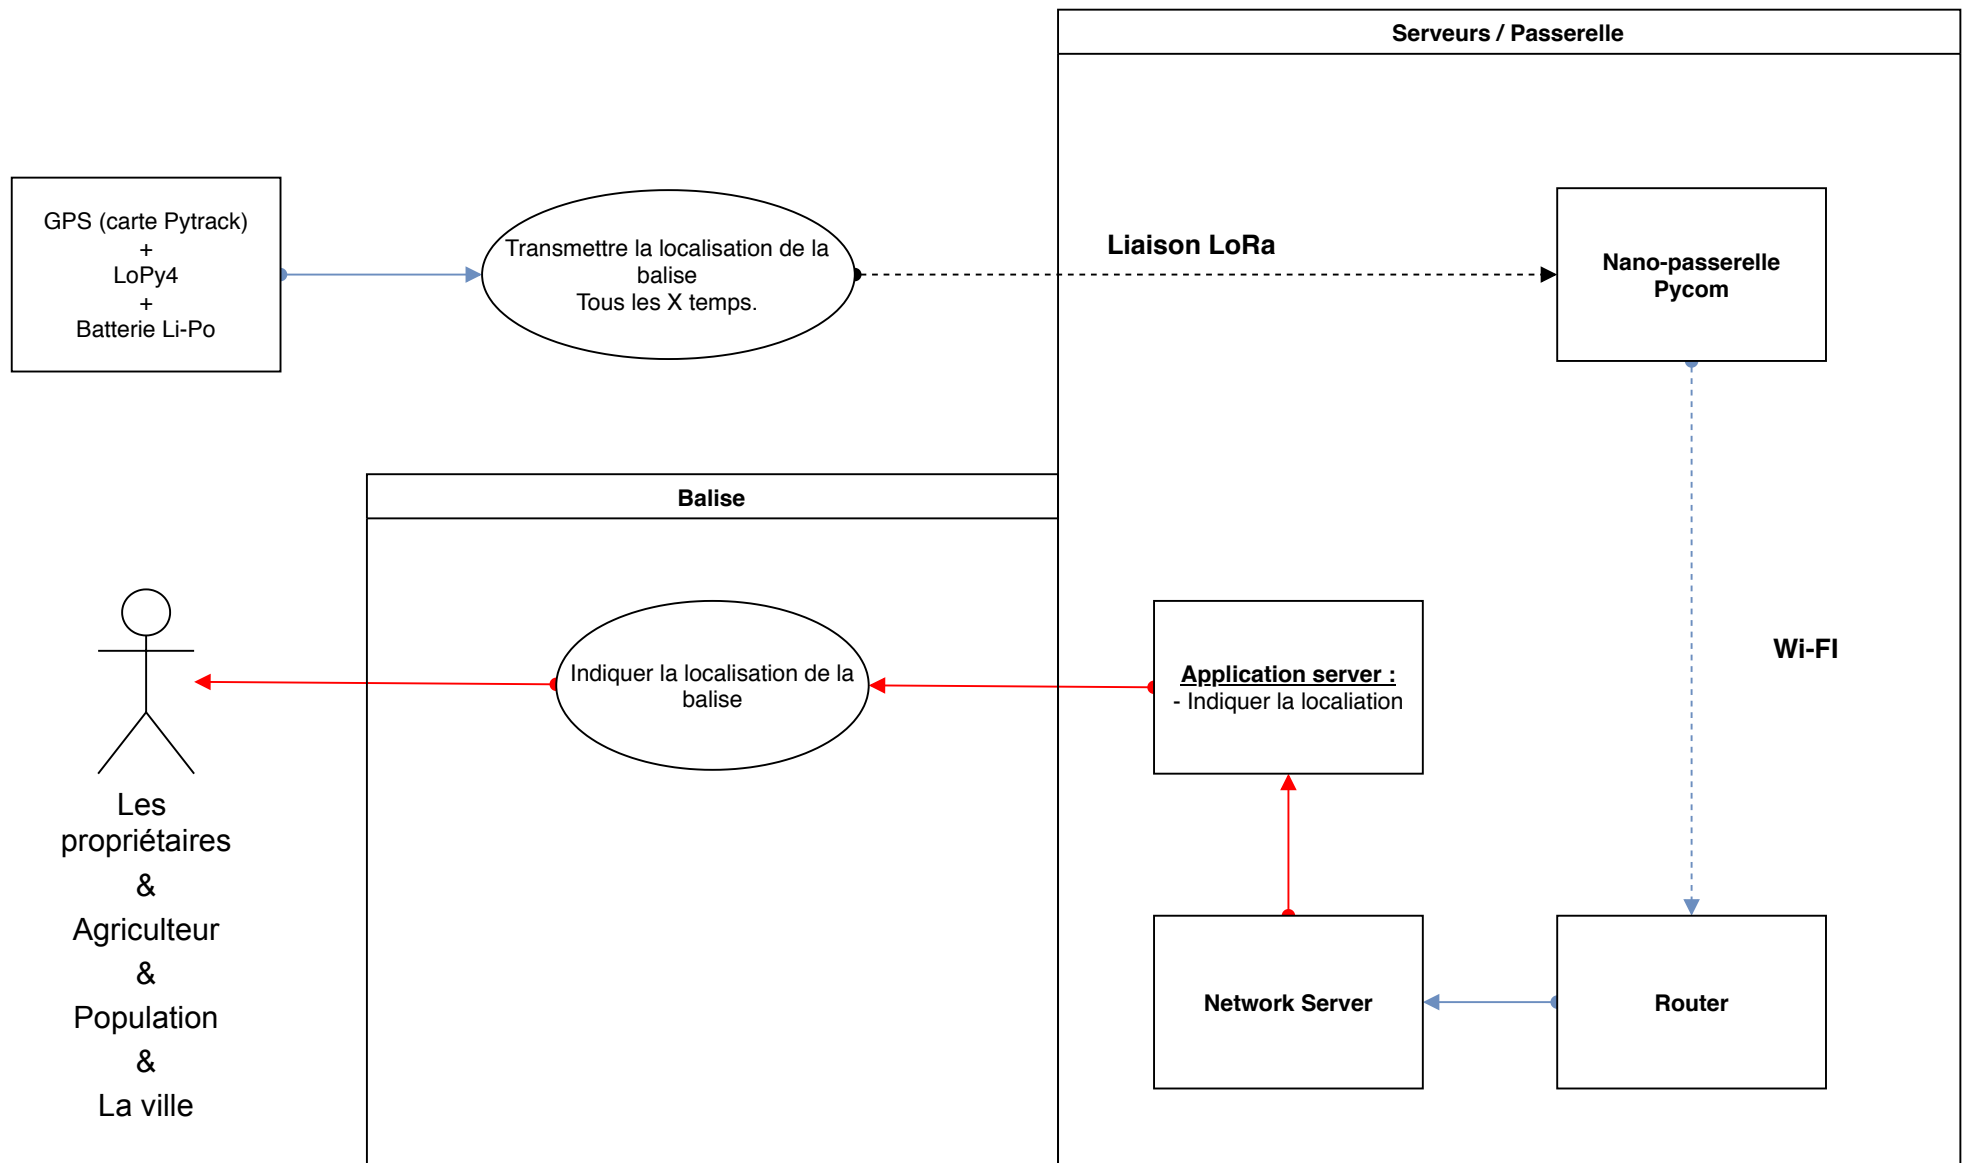 Serveurs / Passerelle
GPS (carte Pytrack)
+
LoPy4
+
Batterie Li-Po
Transmettre la localisation de la
balise
Tous les X temps.
Liaison LoRa
Nano-passerelle
Pycom
Balise
Indiquer la localisation de la
balise
Application server :
- Indiquer la localiation
Wi-FI
Les
propriétaires
&
Agriculteur
&
Population
&
La ville
Network Server
Router